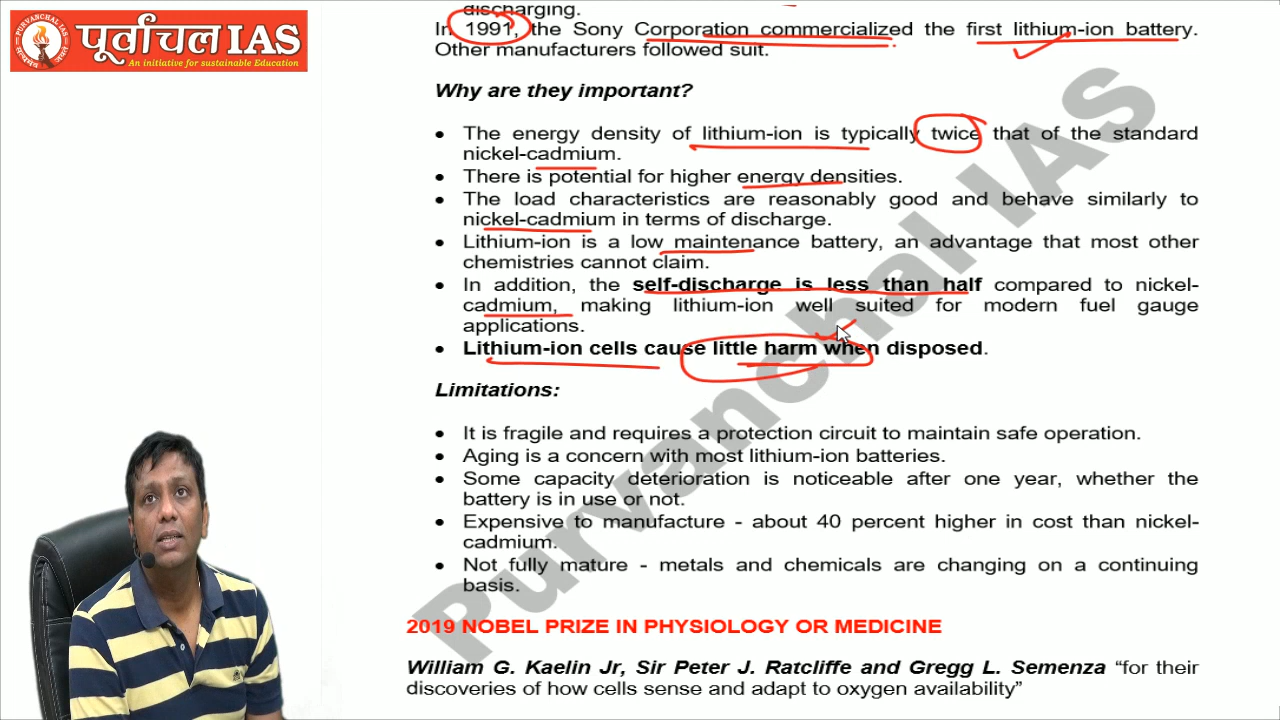 PURVANCHAL IAS
पूर्वांचल IAS
An initiative for sustainable Education
discharging.
In 1991, the Sony Corporation commercialized the first lithium-ion battery.
Other manufacturers followed suit.
Why are they important?
• The energy density of lithium-ion is typically twice that of the standard
nickel-cadmium.
• There is potential for higher energy densities.
• The load characteristics are reasonably good and behave similarly to
nickel-cadmium in terms of discharge.
• Lithium-ion is a low maintenance battery, an advantage that most other
chemistries cannot claim.
• In addition, the self-discharge is less than half compared to nickel-
cadmium, making lithium-ion well suited for modern fuel gauge
applications.
• Lithium-ion cells cause little harm when disposed.
Limitations:
• It is fragile and requires a protection circuit to maintain safe operation.
• Aging is a concern with most lithium-ion batteries.
• Some capacity deterioration is noticeable after one year, whether the
battery is in use or not.
• Expensive to manufacture - about 40 percent higher in cost than nickel-
cadmium.
• Not fully mature - metals and chemicals are changing on a continuing
basis.
2019 NOBEL PRIZE IN PHYSIOLOGY OR MEDICINE
William G. Kaelin Jr, Sir Peter J. Ratcliffe and Gregg L. Semenza “for their
discoveries of how cells sense and adapt to oxygen availability”
Purvanchal IAS